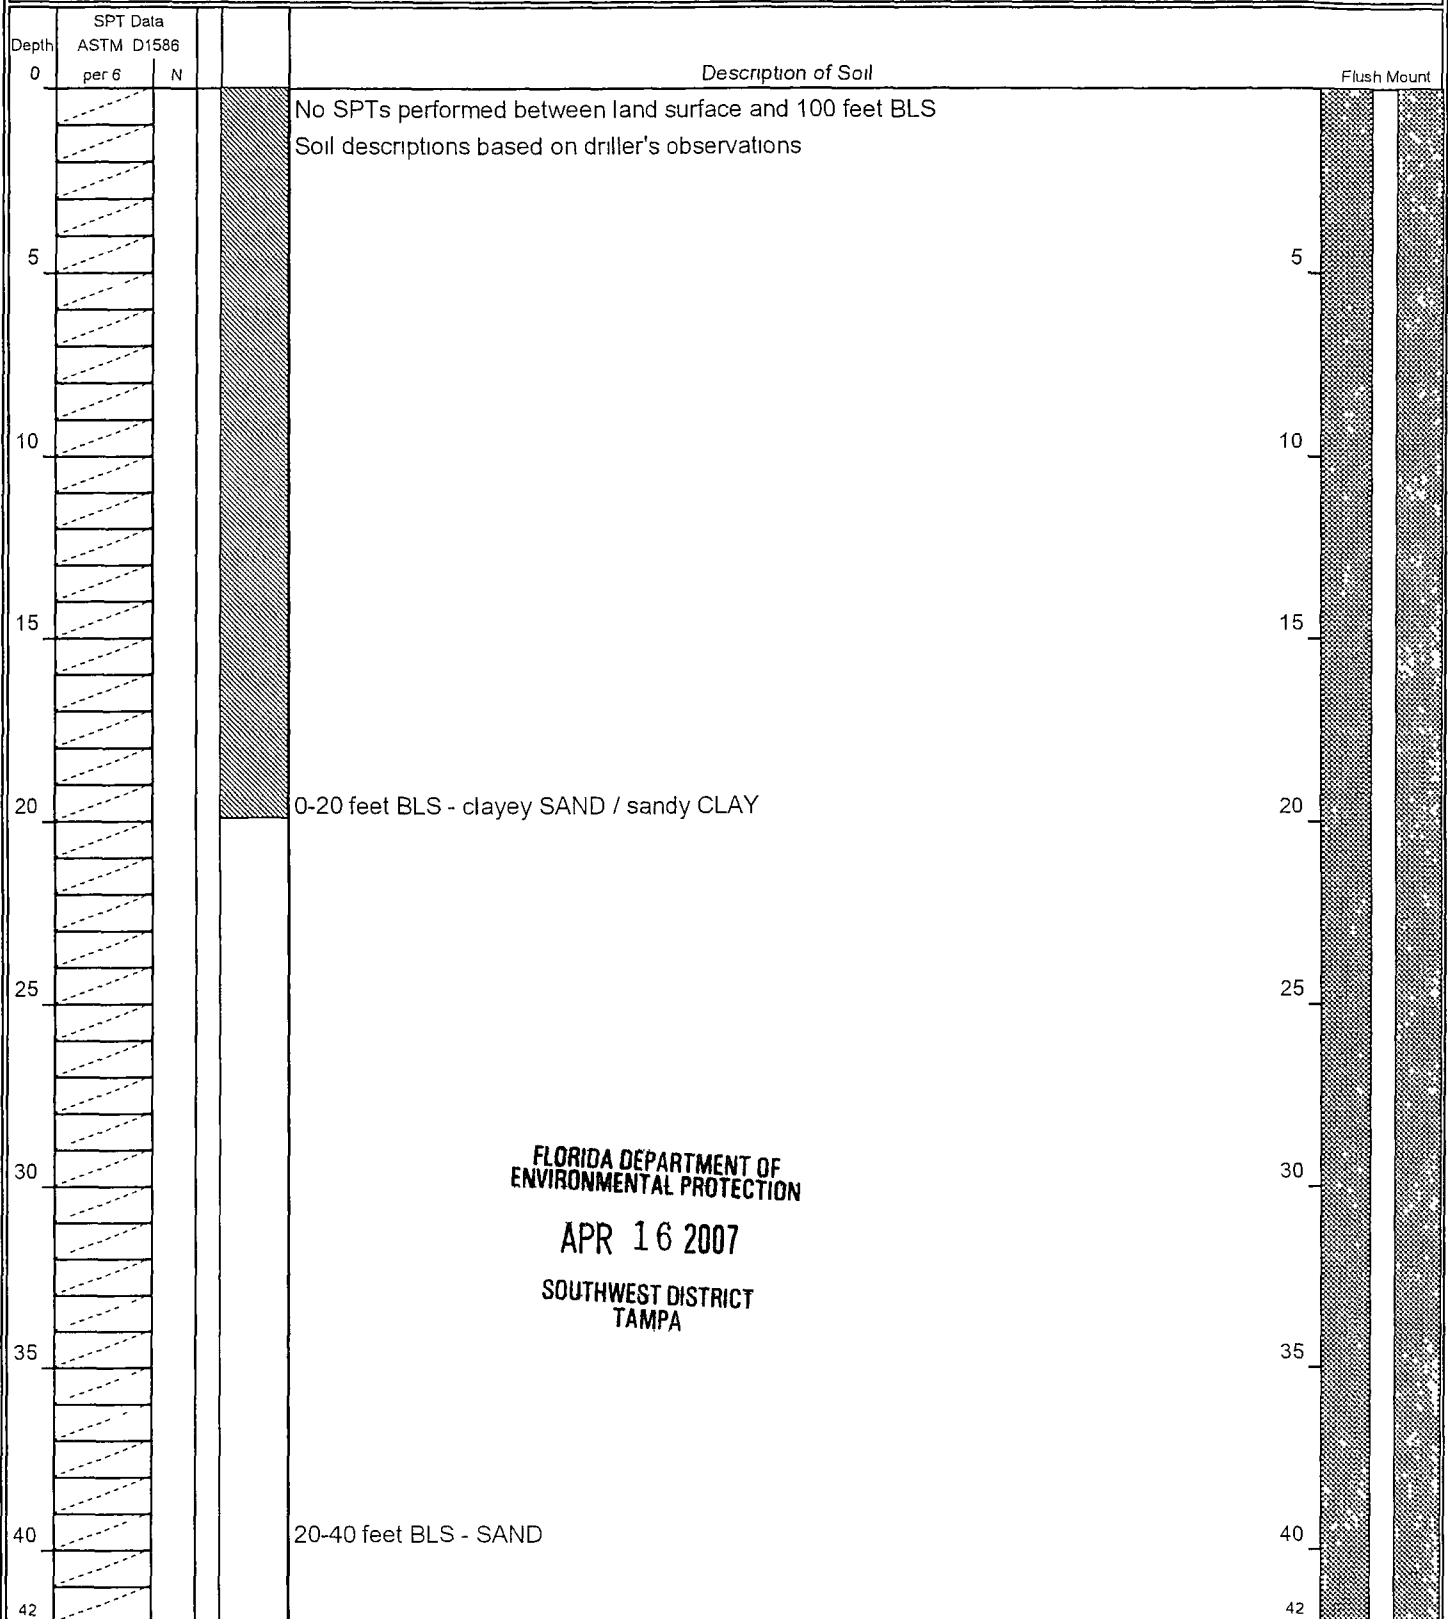 SPT Data
Depth ASTM D1586
0 per 6 N Description of Soil Flush Mount
No SPTs performed between land surface and 100 feet BLS
Soil descriptions based on driller's observations
5 5
10 10
15 15
20 0-20 feet BLS - clayey SAND / sandy CLAY 20
25 25
FLORIDA DEPARTMENT OF
ENVIRONMENTAL PROTECTION
30 30
APR 16 2007
SOUTHWEST DISTRICT
TAMPA
35 35
40 20-40 feet BLS - SAND 40
42 42